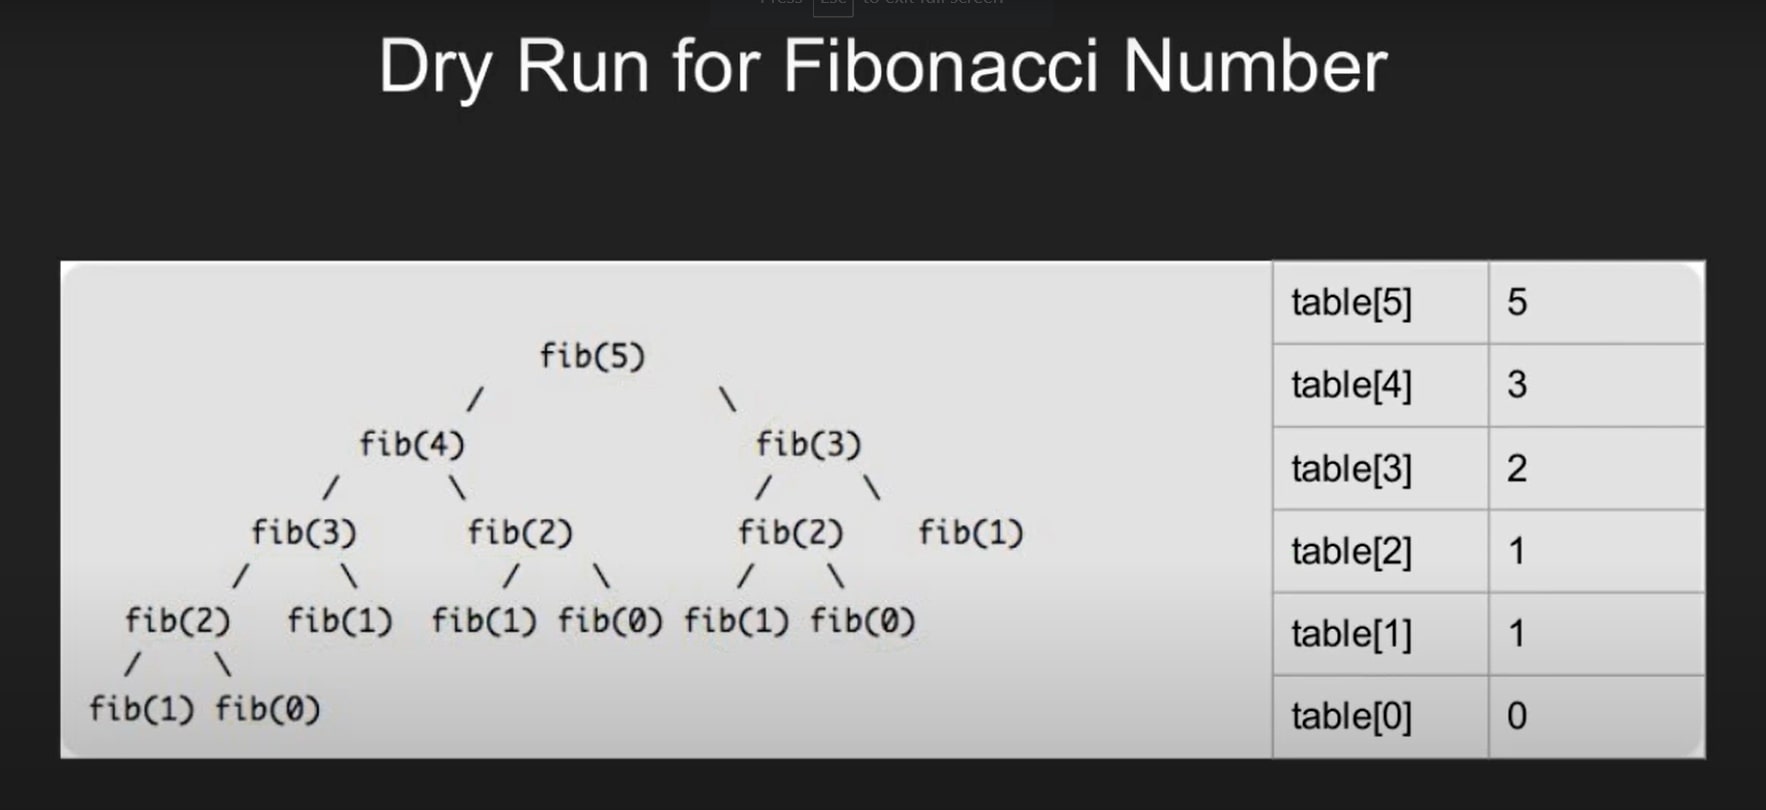 Press Esc to exit full screen
Dry Run for Fibonacci Number
fib(5)
/ \
fib(4) fib(3)
/ \ / \
fib(3) fib(2) fib(2) fib(1)
/ \ / \ / \
fib(2) fib(1) fib(1) fib(0) fib(1) fib(0)
/ \
fib(1) fib(0)
table[5] 5
table[4] 3
table[3] 2
table[2] 1
table[1] 1
table[0] 0